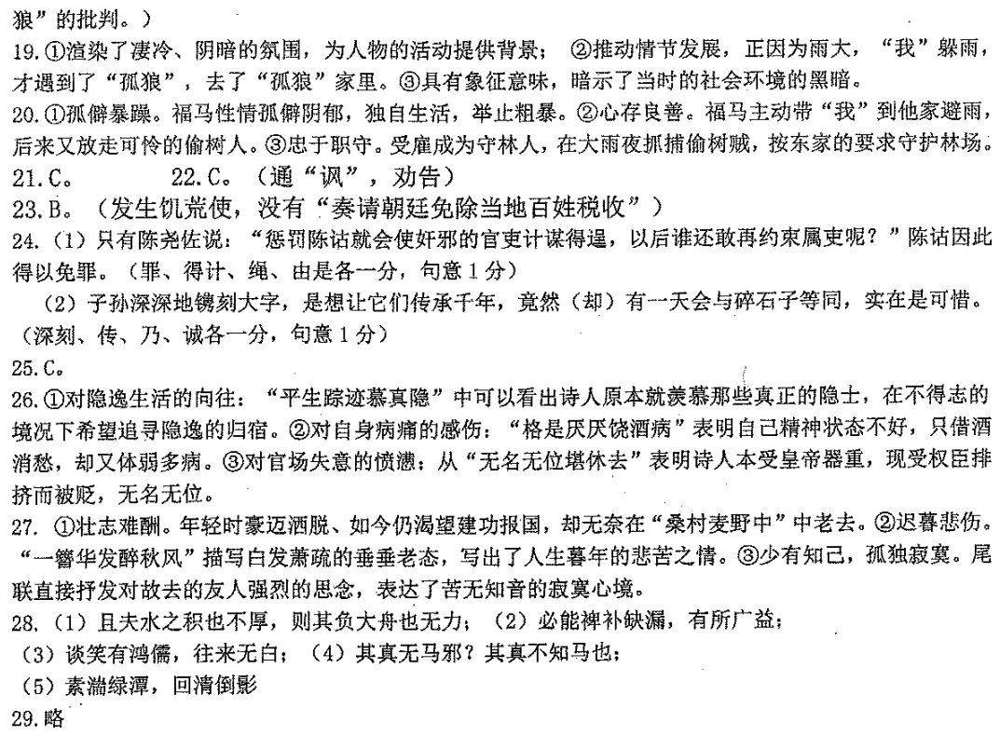 狼”的批判。）
19.①渲染了凄冷、阴暗的氛围，为人物的活动提供背景； ②推动情节发展，正因为雨大，“我”躲雨，
才遇到了“孤狼”，去了“孤狼”家里。③具有象征意味，暗示了当时的社会环境的黑暗。
20.①孤僻暴躁。福马性情孤僻阴郁，独自生活，举止粗暴。②心存良善。福马主动带“我”到他家避雨，
后来又放走可怜的偷树人。③忠于职守。受雇成为守林人，在大雨夜抓捕偷树贼，按东家的要求守护林场。
21.C。 22.C。（通“讽”，劝告）
23.B。（发生饥荒使，没有“奏请朝廷免除当地百姓税收”）
24.（1）只有陈尧佐说：“惩罚陈诂就会使奸邪的官吏计谋得逞，以后谁还敢再约束属吏呢？”陈诂因此
得以免罪。（罪、得计、绳、由是各一分，句意1分）
（2）子孙深深地镌刻大字，是想让它们传承千年，竟然（却）有一天会与碎石子等同，实在是可惜。
（深刻、传、乃、诚各一分，句意1分）
25.C。
26.①对隐逸生活的向往：“平生踪迹慕真隐”中可以看出诗人原本就羡慕那些真正的隐士，在不得志的
境况下希望追寻隐逸的归宿。②对自身病痛的感伤：“格是厌厌饶酒病”表明自己精神状态不好，只借酒
消愁，却又体弱多病。③对官场失意的愤懑；从“无名无位堪休去”表明诗人本受皇帝器重，现受权臣排
挤而被贬，无名无位。
27. ①壮志难酬。年轻时豪迈洒脱、如今仍渴望建功报国，却无奈在“桑村麦野中”中老去。②迟暮悲伤。
“一簪华发醉秋风”描写白发萧疏的垂垂老态，写出了人生暮年的悲苦之情。③少有知己，孤独寂寞。尾
联直接抒发对故去的友人强烈的思念，表达了苦无知音的寂寞心境。
28.（1）且夫水之积也不厚，则其负大舟也无力；（2）必能裨补缺漏，有所广益；
（3）谈笑有鸿儒，往来无白；（4）其真无马邪？其真不知马也；
（5）素湍绿潭，回清倒影
29.略